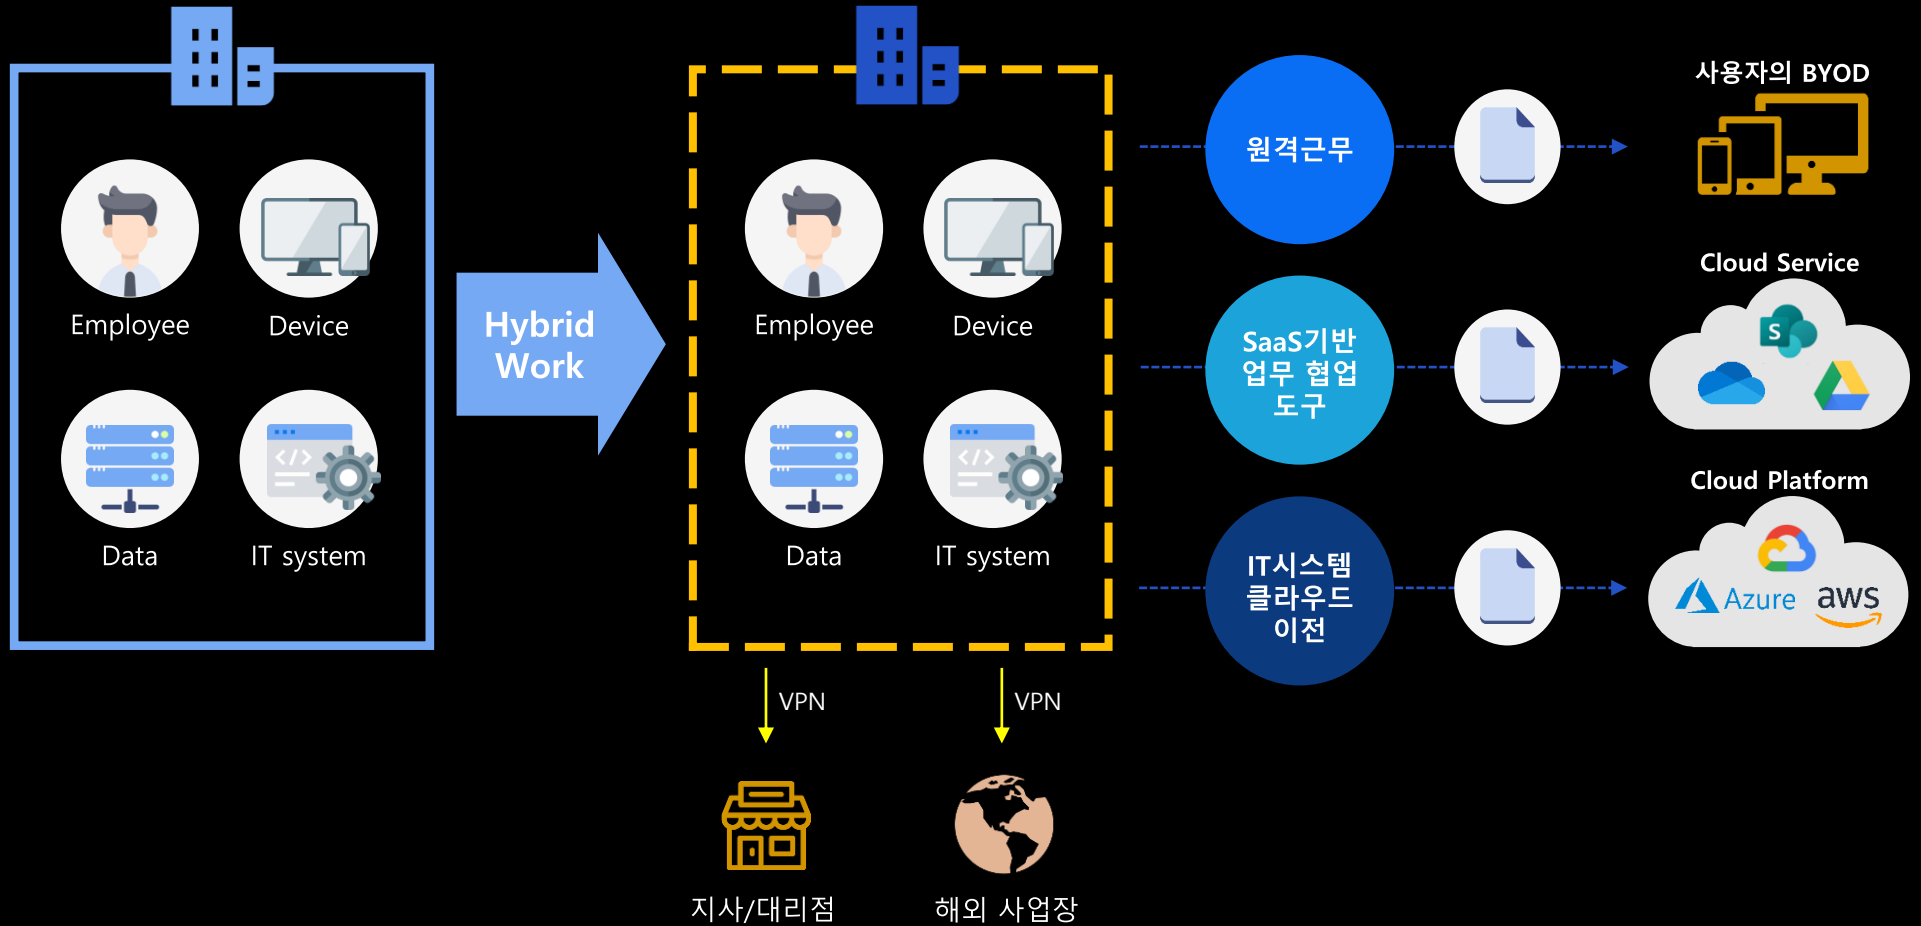 Employee
Device
Data
IT system
Hybrid
Work
Employee
Device
Data
IT system
VPN
VPN
지사/대리점
해외 사업장
원격근무
사용자의 BYOD
SaaS기반
업무 협업
도구
Cloud Service
S
IT시스템
클라우드
이전
Cloud Platform
Azure
aws